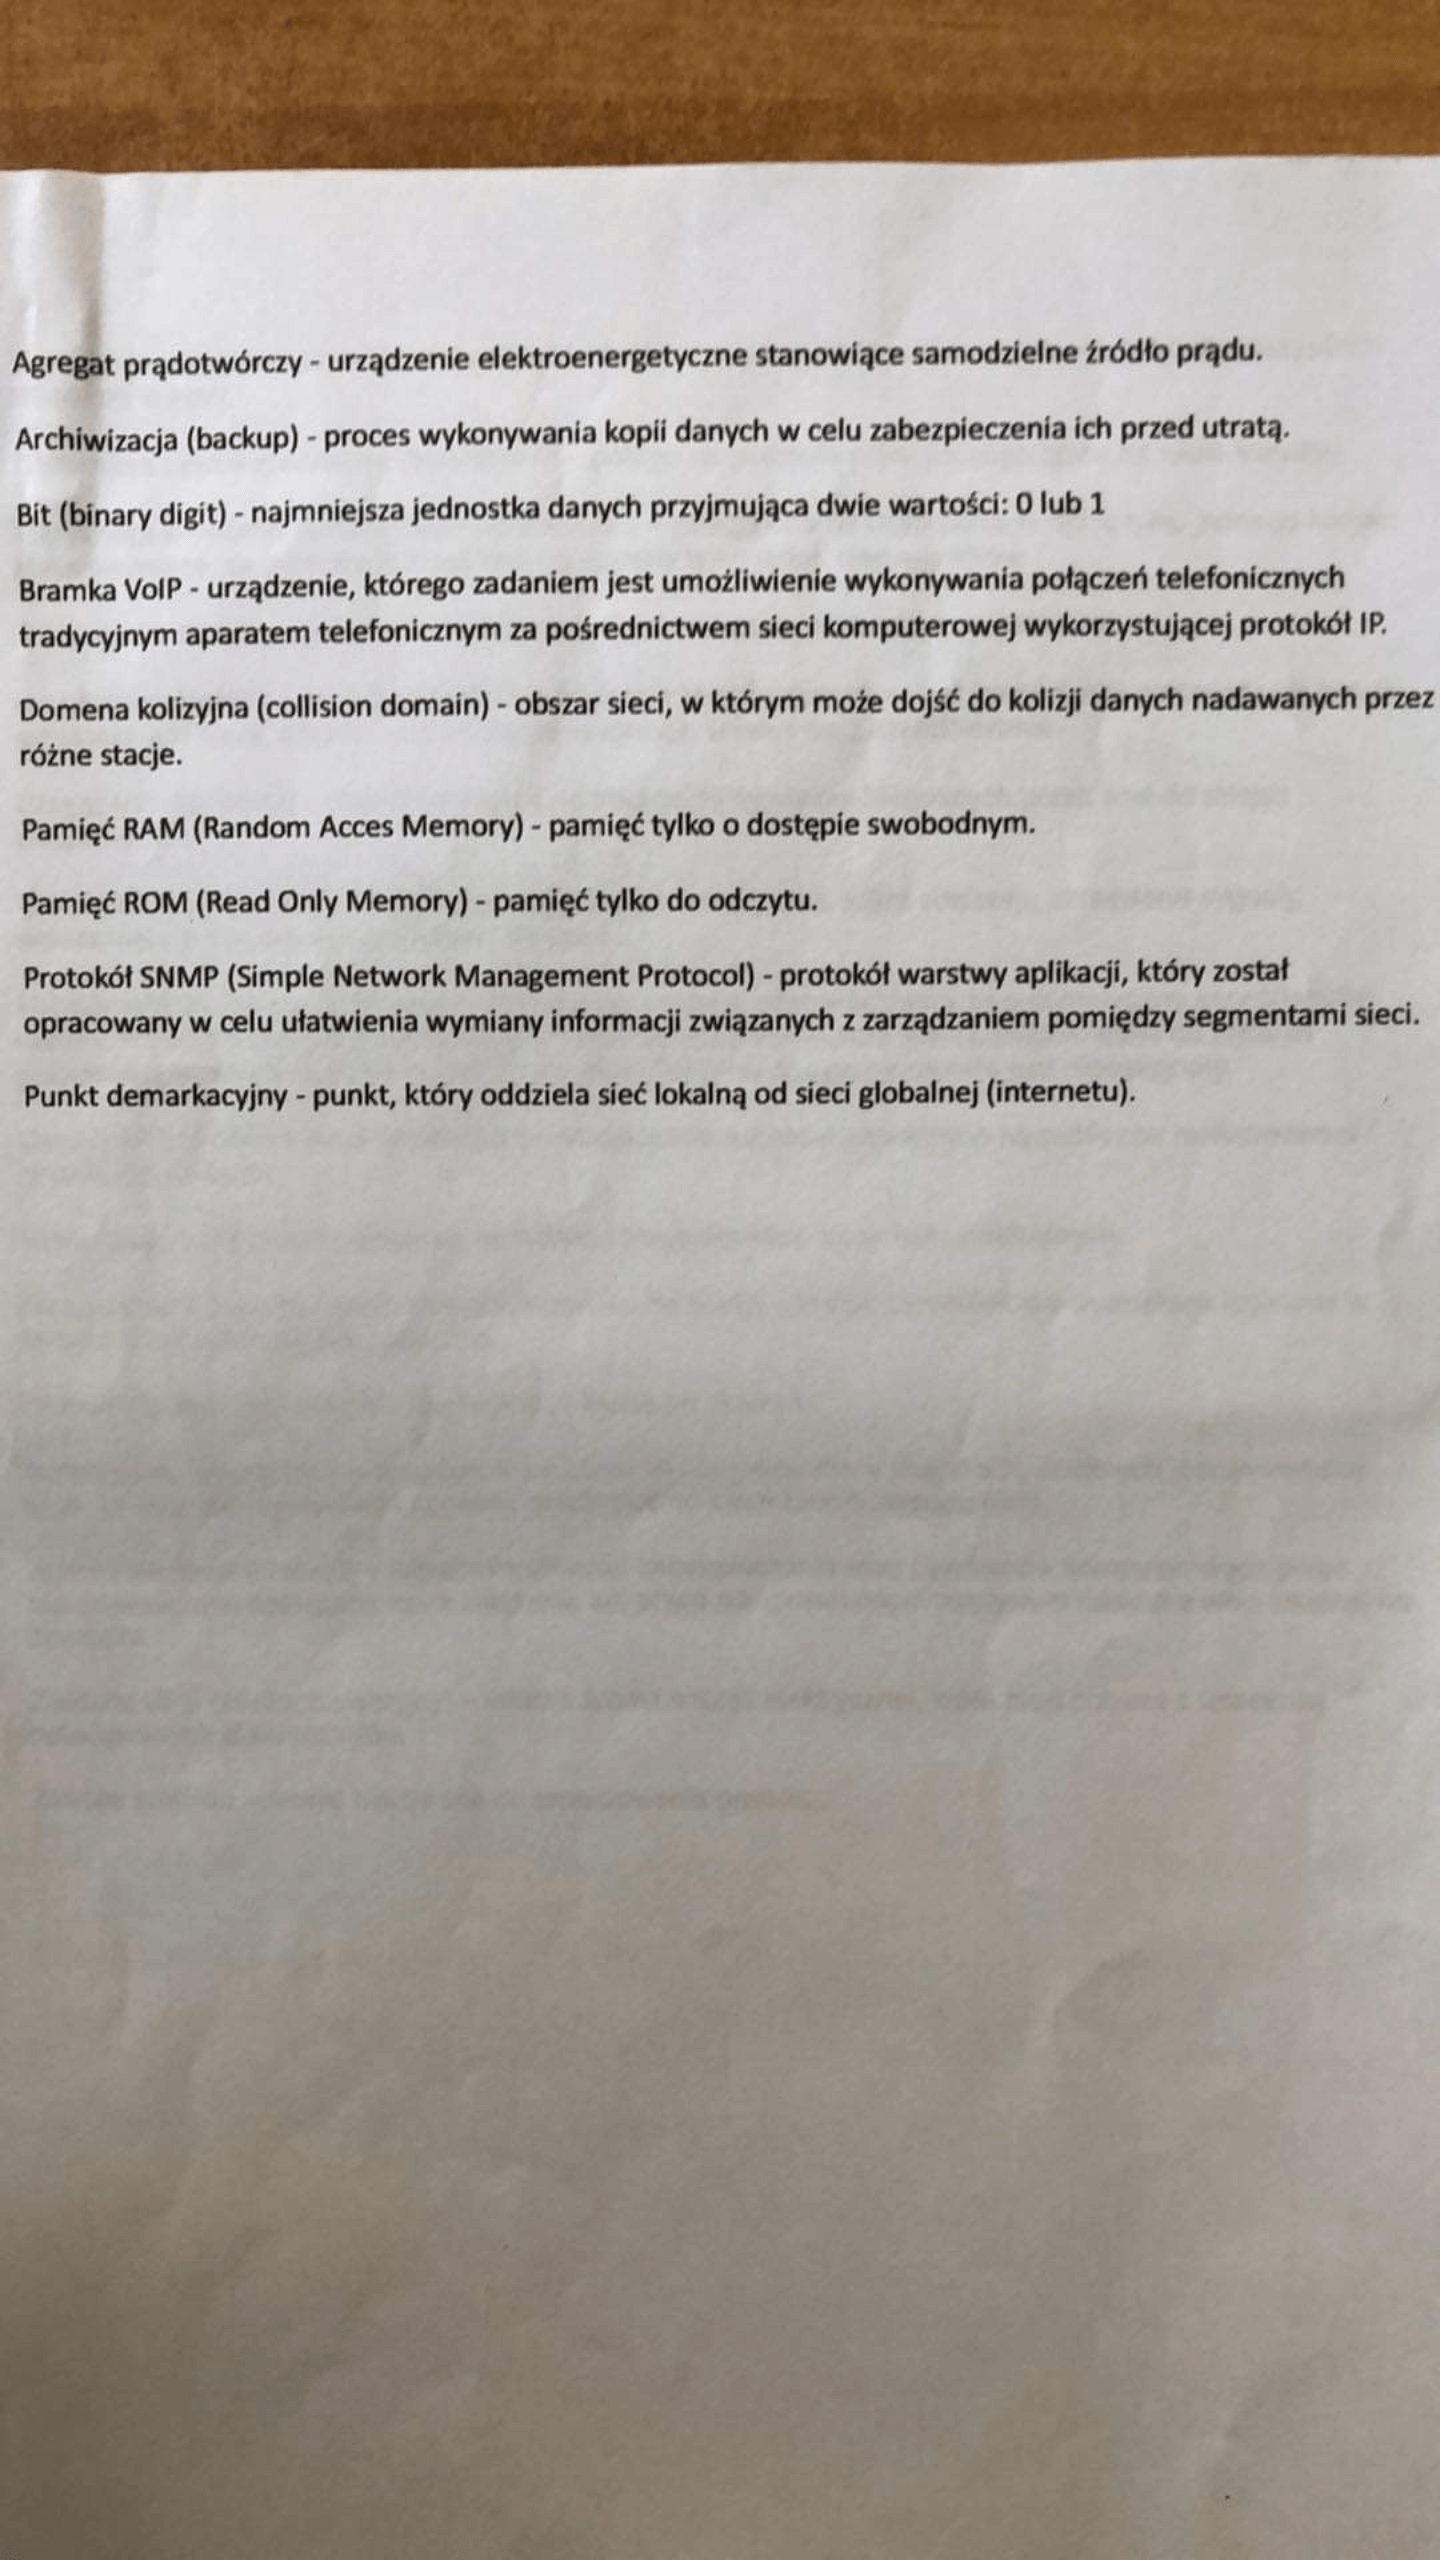 Agregat prądotwórczy - urządzenie elektroenergetyczne stanowiące samodzielne źródło prądu.
Archiwizacja (backup) - proces wykonywania kopii danych w celu zabezpieczenia ich przed utratą.
Bit (binary digit) - najmniejsza jednostka danych przyjmująca dwie wartości: 0 lub 1
Bramka VoIP - urządzenie, którego zadaniem jest umożliwienie wykonywania połączeń telefonicznych
tradycyjnym aparatem telefonicznym za pośrednictwem sieci komputerowej wykorzystującej protokół IP.
Domena kolizyjna (collision domain) - obszar sieci, w którym może dojść do kolizji danych nadawanych przez
różne stacje.
Pamięć RAM (Random Acces Memory) - pamięć tylko o dostępie swobodnym.
Pamięć ROM (Read Only Memory) - pamięć tylko do odczytu.
Protokół SNMP (Simple Network Management Protocol) - protokół warstwy aplikacji, który został
opracowany w celu ułatwienia wymiany informacji związanych z zarządzaniem pomiędzy segmentami sieci.
Punkt demarkacyjny - punkt, który oddziela sieć lokalną od sieci globalnej (internetu).